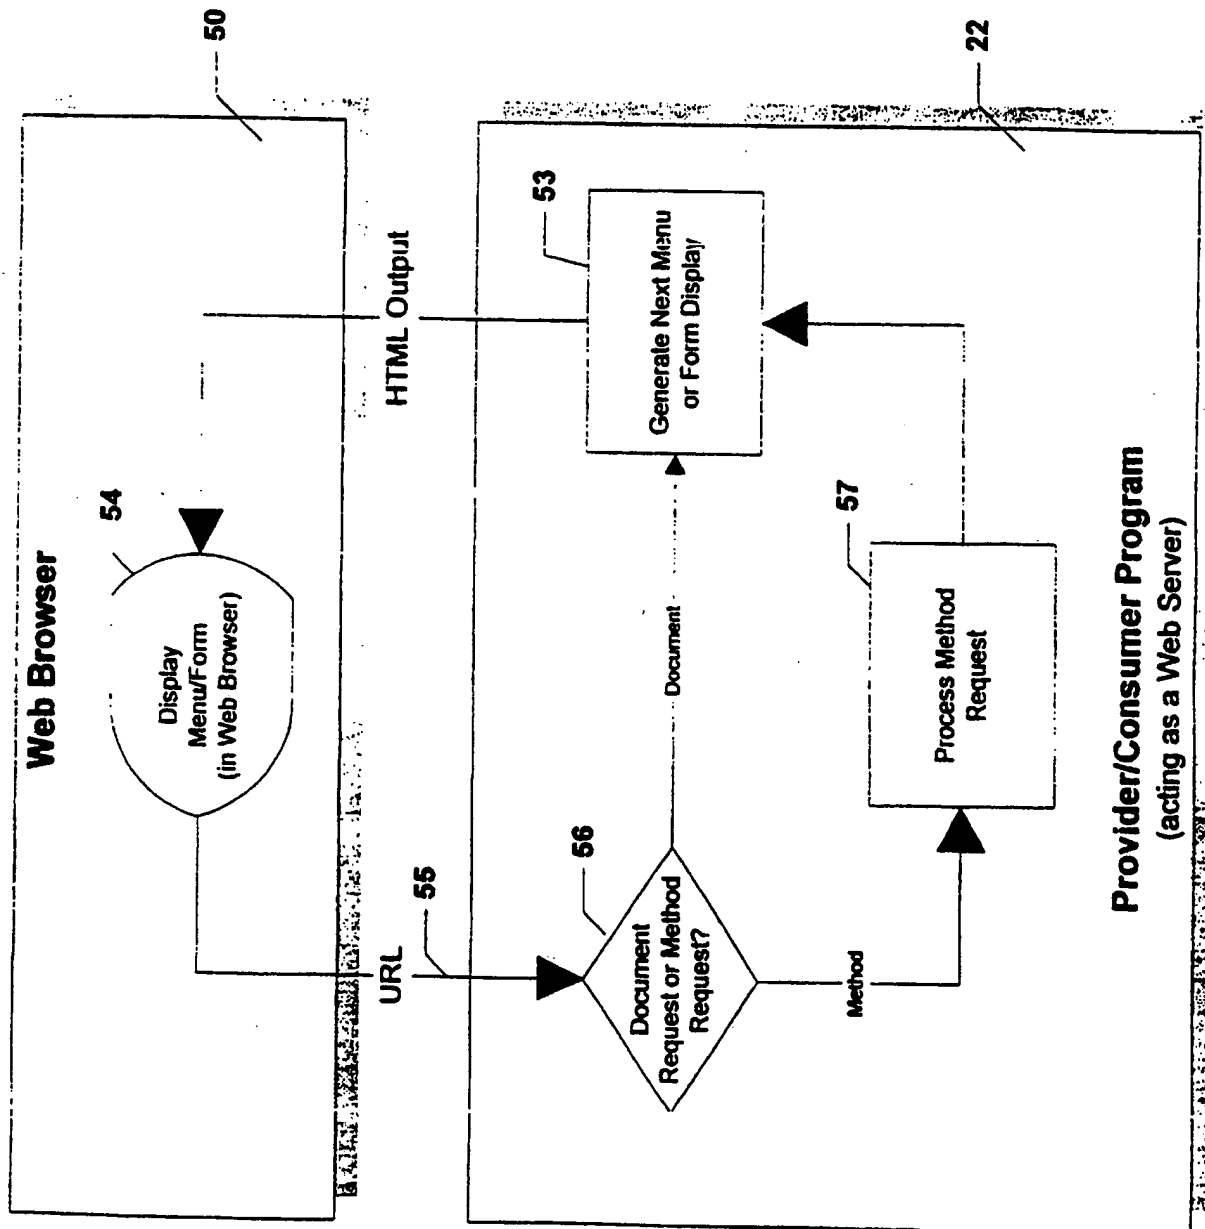 50
Web Browser
54
Display
Menu/Form
(in Web Browser)
URL
55
HTML Output
22
53
Generate Next Menu
or Form Display
56
Document
Request or Method
Request?
Document
Method
57
Process Method
Request
Provider/Consumer Program
(acting as a Web Server)